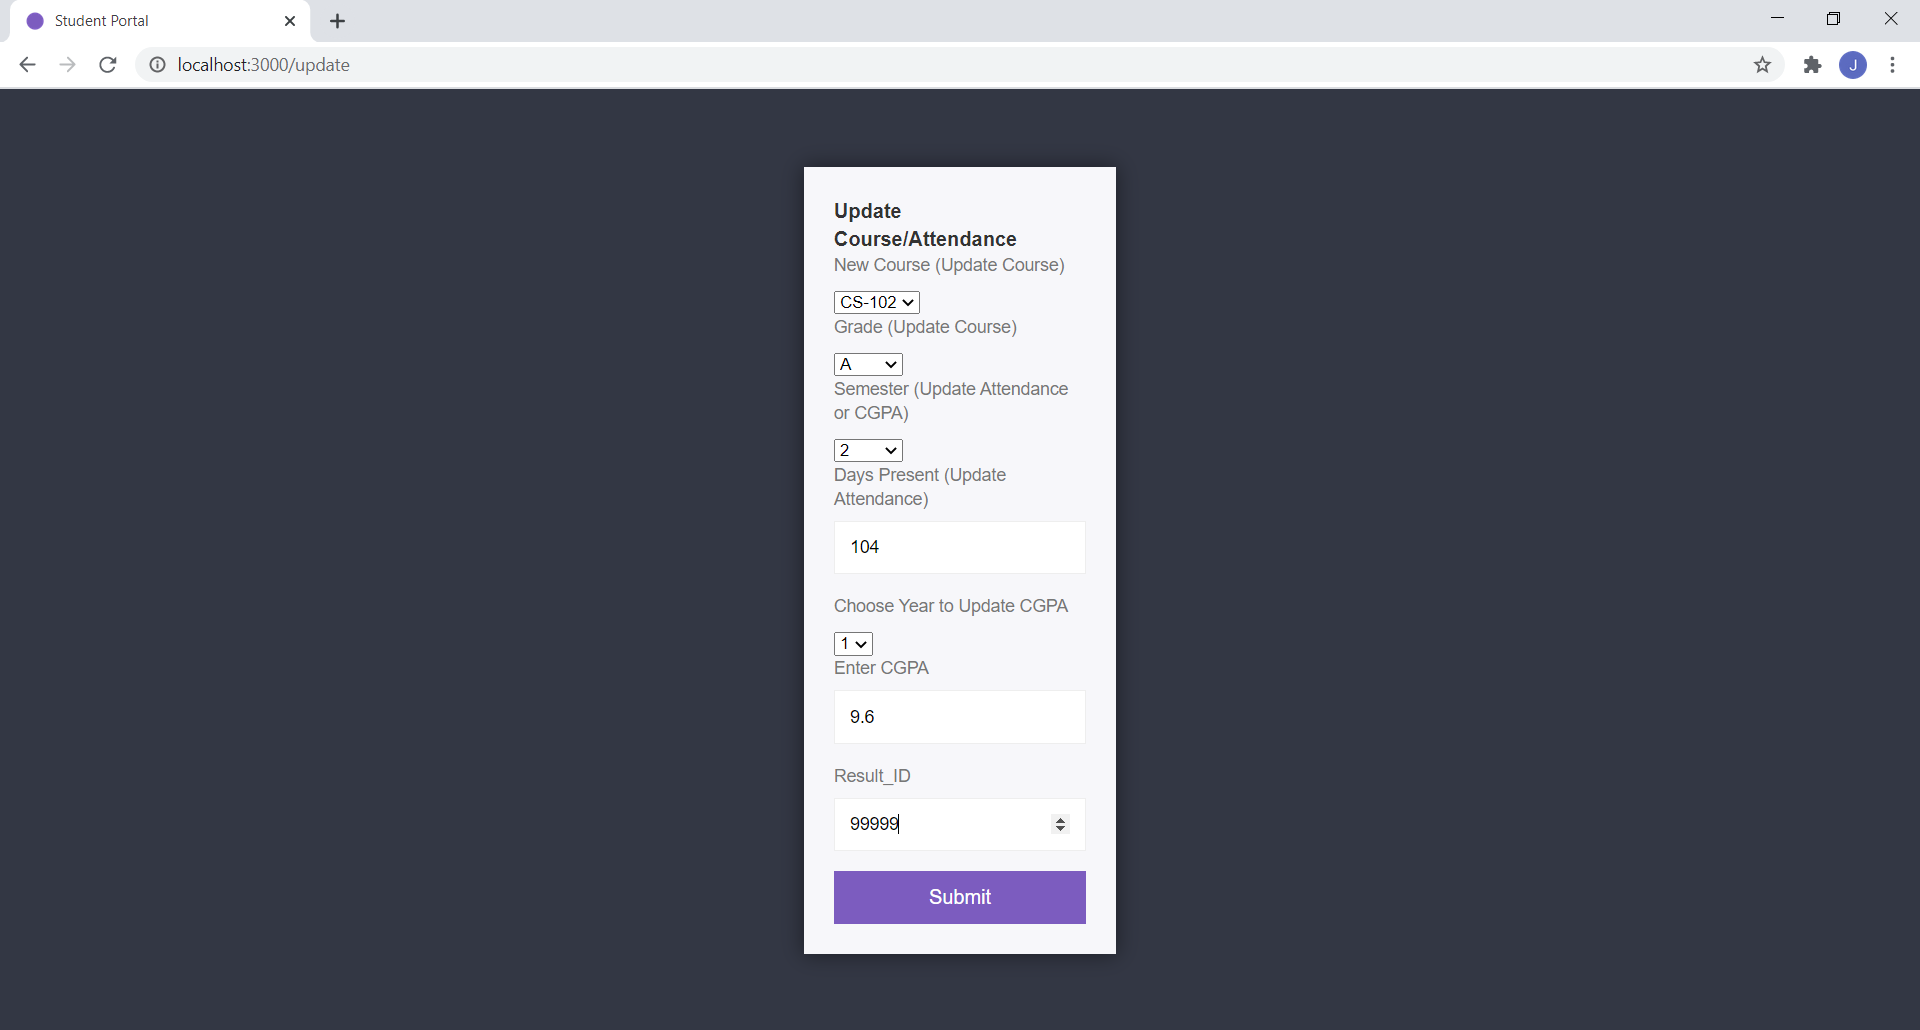 Student Portal
localhost:3000/update
J
Update
Course/Attendance
New Course (Update Course)
CS-102
Grade (Update Course)
A
Semester (Update Attendance
or CGPA)
2
Days Present (Update
Attendance)
104
Choose Year to Update CGPA
1
Enter CGPA
9.6
Result_ID
99999
Submit